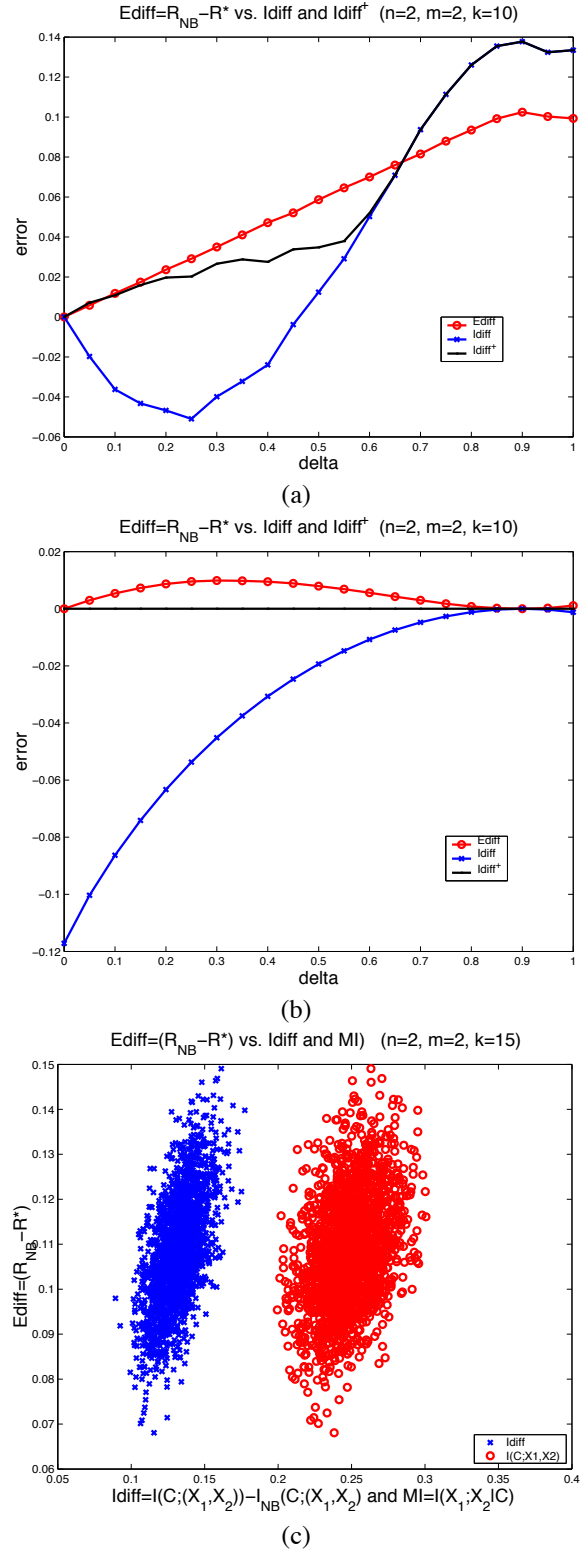 Ediff=R_NB−R* vs. Idiff and Idiff⁺ (n=2, m=2, k=10)
0.14
0.12
0.1
0.08
0.06
0.04
0.02
0
−0.02
−0.04
−0.06
error
Ediff
Idiff
Idiff⁺
0 0.1 0.2 0.3 0.4 0.5 0.6 0.7 0.8 0.9 1
delta
(a)
Ediff=R_NB−R* vs. Idiff and Idiff⁺ (n=2, m=2, k=10)
0.02
0
−0.02
−0.04
−0.06
−0.08
−0.1
−0.12
error
Ediff
Idiff
Idiff⁺
0 0.1 0.2 0.3 0.4 0.5 0.6 0.7 0.8 0.9 1
delta
(b)
Ediff=(R_NB−R*) vs. Idiff and MI) (n=2, m=2, k=15)
0.15
0.14
0.13
0.12
0.11
0.1
0.09
0.08
0.07
0.06
Ediff=(R_NB−R*)
Idiff
I(C;X1,X2)
0.05 0.1 0.15 0.2 0.25 0.3 0.35 0.4
Idiff=I(C;(X_1,X_2))−I_NB(C;(X_1,X_2) and MI=I(X_1;X_2|C)
(c)